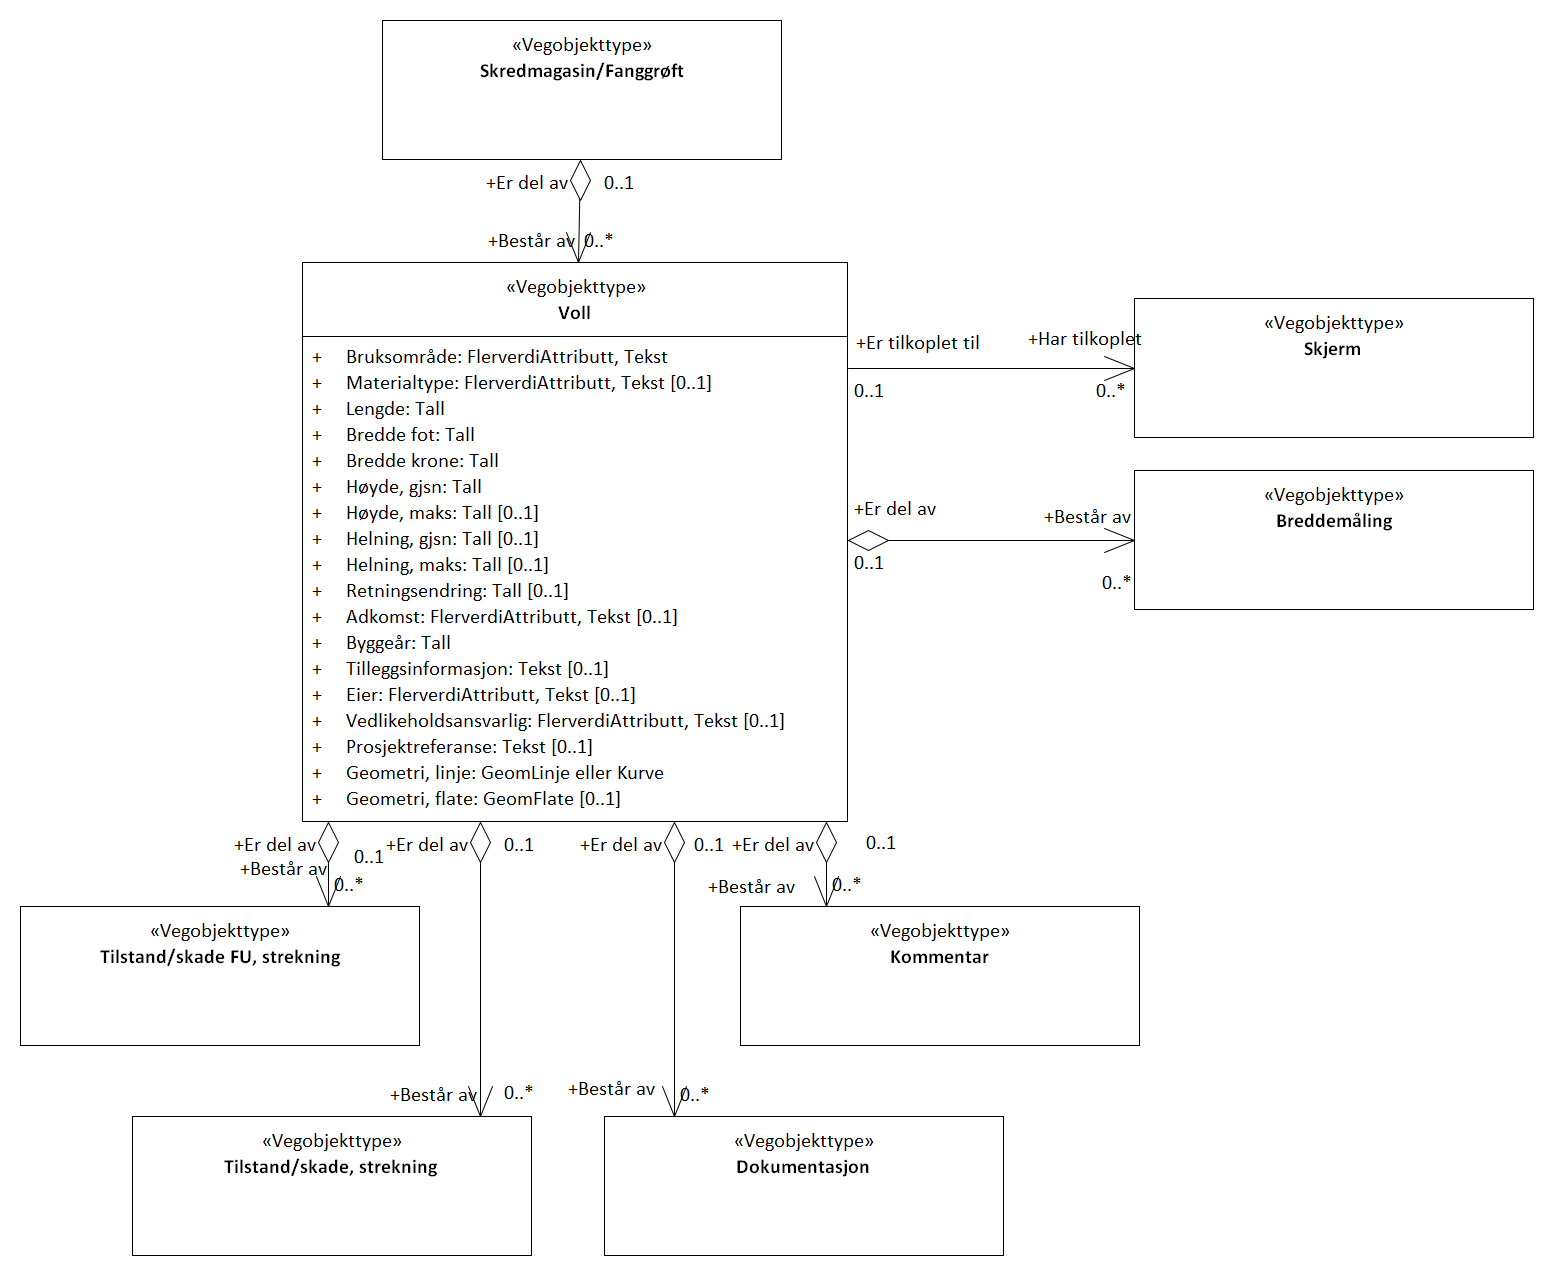 «Vegobjekttype»
Skredmagasin/Fanggrøft
+Er del av
0..1
+Består av
0..*
«Vegobjekttype»
Voll
+ Bruksområde: FlerverdiAttributt, Tekst
+ Materialtype: FlerverdiAttributt, Tekst [0..1]
+ Lengde: Tall
+ Bredde fot: Tall
+ Bredde krone: Tall
+ Høyde, gjsn: Tall
+ Høyde, maks: Tall [0..1]
+ Helning, gjsn: Tall [0..1]
+ Helning, maks: Tall [0..1]
+ Retningsendring: Tall [0..1]
+ Adkomst: FlerverdiAttributt, Tekst [0..1]
+ Byggeår: Tall
+ Tilleggsinformasjon: Tekst [0..1]
+ Eier: FlerverdiAttributt, Tekst [0..1]
+ Vedlikeholdsansvarlig: FlerverdiAttributt, Tekst [0..1]
+ Prosjektreferanse: Tekst [0..1]
+ Geometri, linje: GeomLinje eller Kurve
+ Geometri, flate: GeomFlate [0..1]
+Er tilkoplet til
+Har tilkoplet
0..1
0..*
«Vegobjekttype»
Skjerm
+Er del av
+Består av
0..1
0..*
«Vegobjekttype»
Breddemåling
+Er del av
0..1
+Består av
0..*
+Er del av
0..1
+Er del av
0..1
+Er del av
0..1
+Består av
0..*
«Vegobjekttype»
Tilstand/skade FU, strekning
«Vegobjekttype»
Kommentar
+Består av
0..*
+Består av
0..*
«Vegobjekttype»
Tilstand/skade, strekning
«Vegobjekttype»
Dokumentasjon